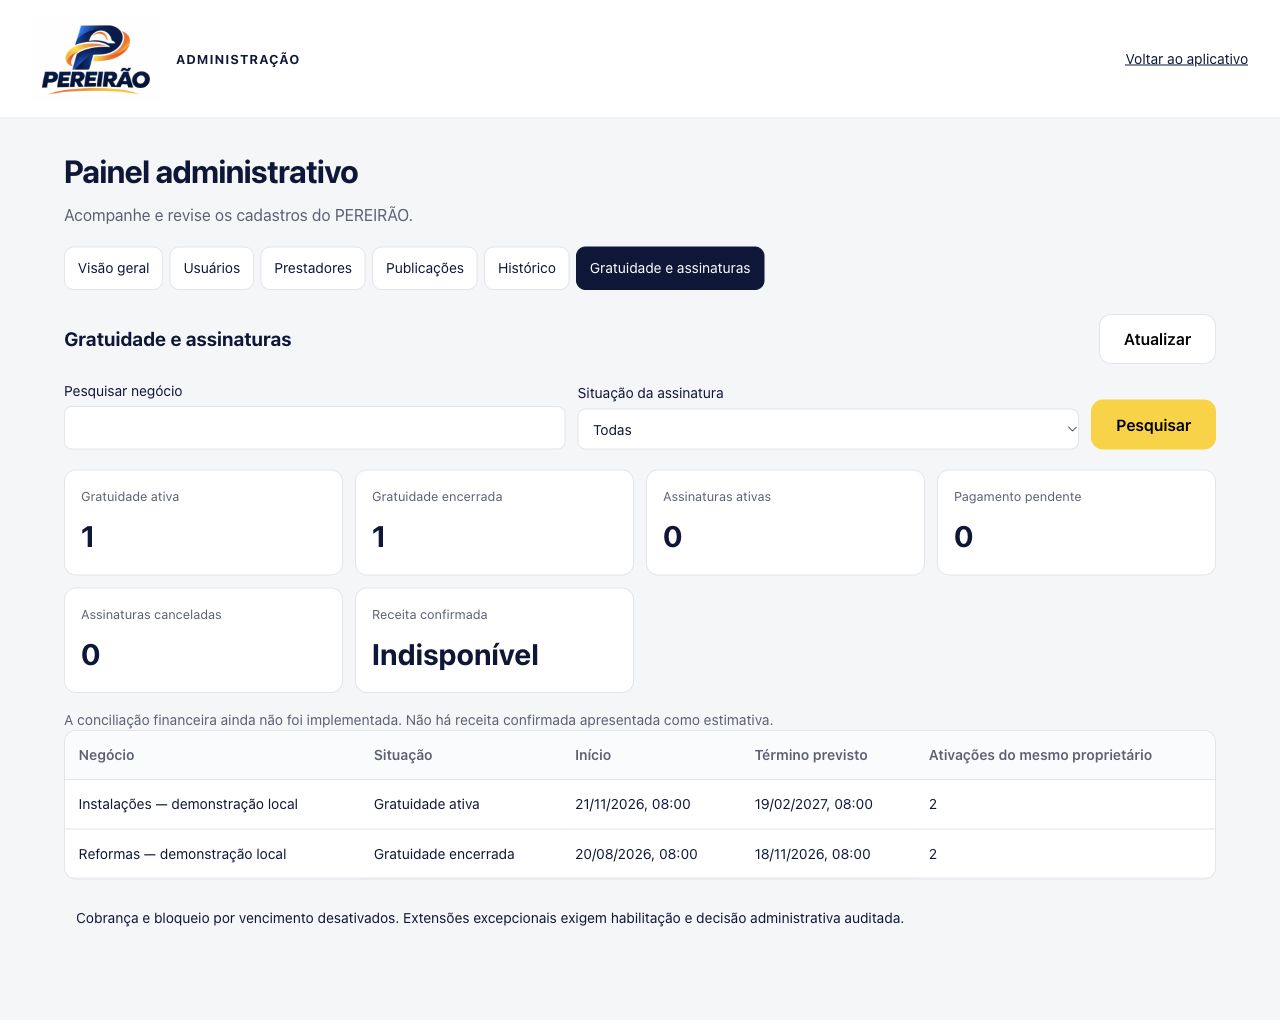 PEREIRÃO
ADMINISTRAÇÃO
Voltar ao aplicativo
Painel administrativo
Acompanhe e revise os cadastros do PEREIRÃO.
Visão geral
Usuários
Prestadores
Publicações
Histórico
Gratuidade e assinaturas
Gratuidade e assinaturas
Atualizar
Pesquisar negócio
Situação da assinatura
Todas
Pesquisar
Gratuidade ativa
1
Gratuidade encerrada
1
Assinaturas ativas
0
Pagamento pendente
0
Assinaturas canceladas
0
Receita confirmada
Indisponível
A conciliação financeira ainda não foi implementada. Não há receita confirmada apresentada como estimativa.
Negócio Situação Início Término previsto Ativações do mesmo proprietário
Instalações — demonstração local Gratuidade ativa 21/11/2026, 08:00 19/02/2027, 08:00 2
Reformas — demonstração local Gratuidade encerrada 20/08/2026, 08:00 18/11/2026, 08:00 2
Cobrança e bloqueio por vencimento desativados. Extensões excepcionais exigem habilitação e decisão administrativa auditada.